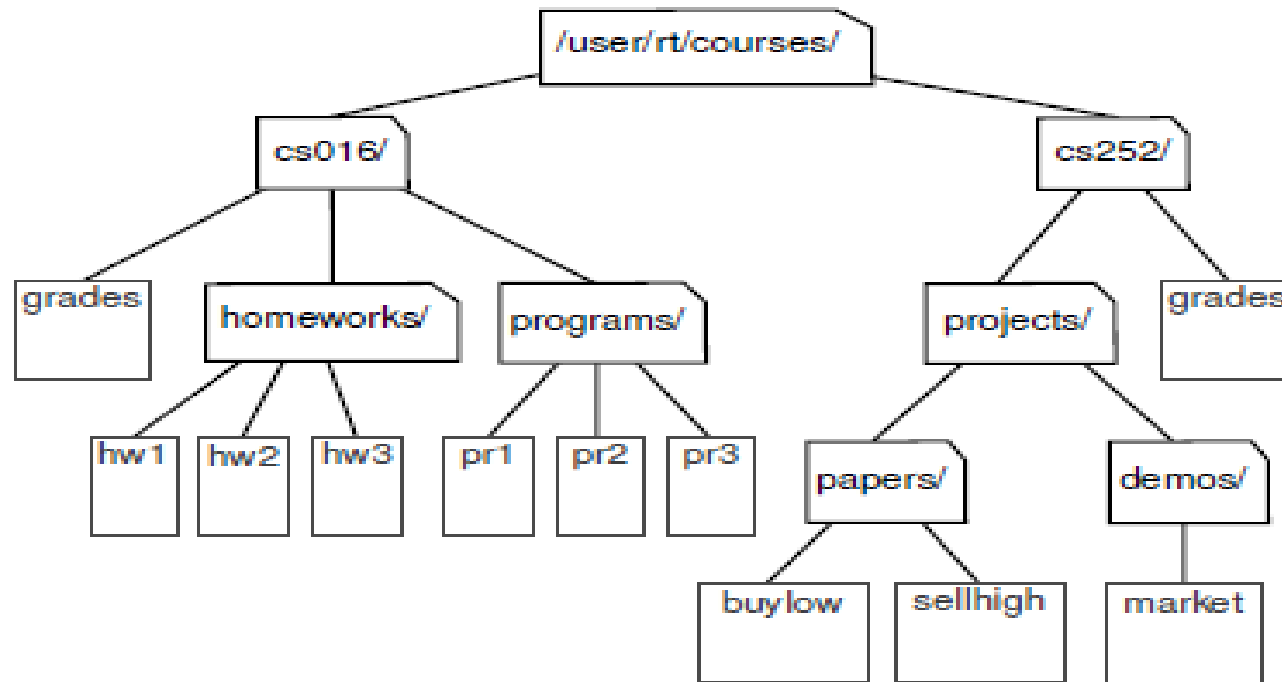 /user/rt/courses/
cs016/
cs252/
grades
homeworks/
programs/
projects/
grades
hw1
hw2
hw3
pr1
pr2
pr3
papers/
demos/
buylow
sellhigh
market